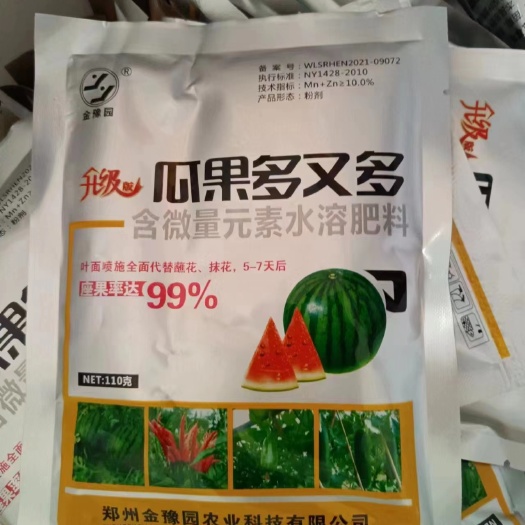 备案号：WLSRHEN2021-09072
执行标准：NY1428-2010
技术指标：Mn+Zn≥10.0%
产品形态：粉剂
®
金豫园
升级版
瓜果多又多
含微量元素水溶肥料
叶面喷施全面代替蘸花、抹花，5-7天后
座果率达99%
NET:110克
郑州金豫园农业科技有限公司